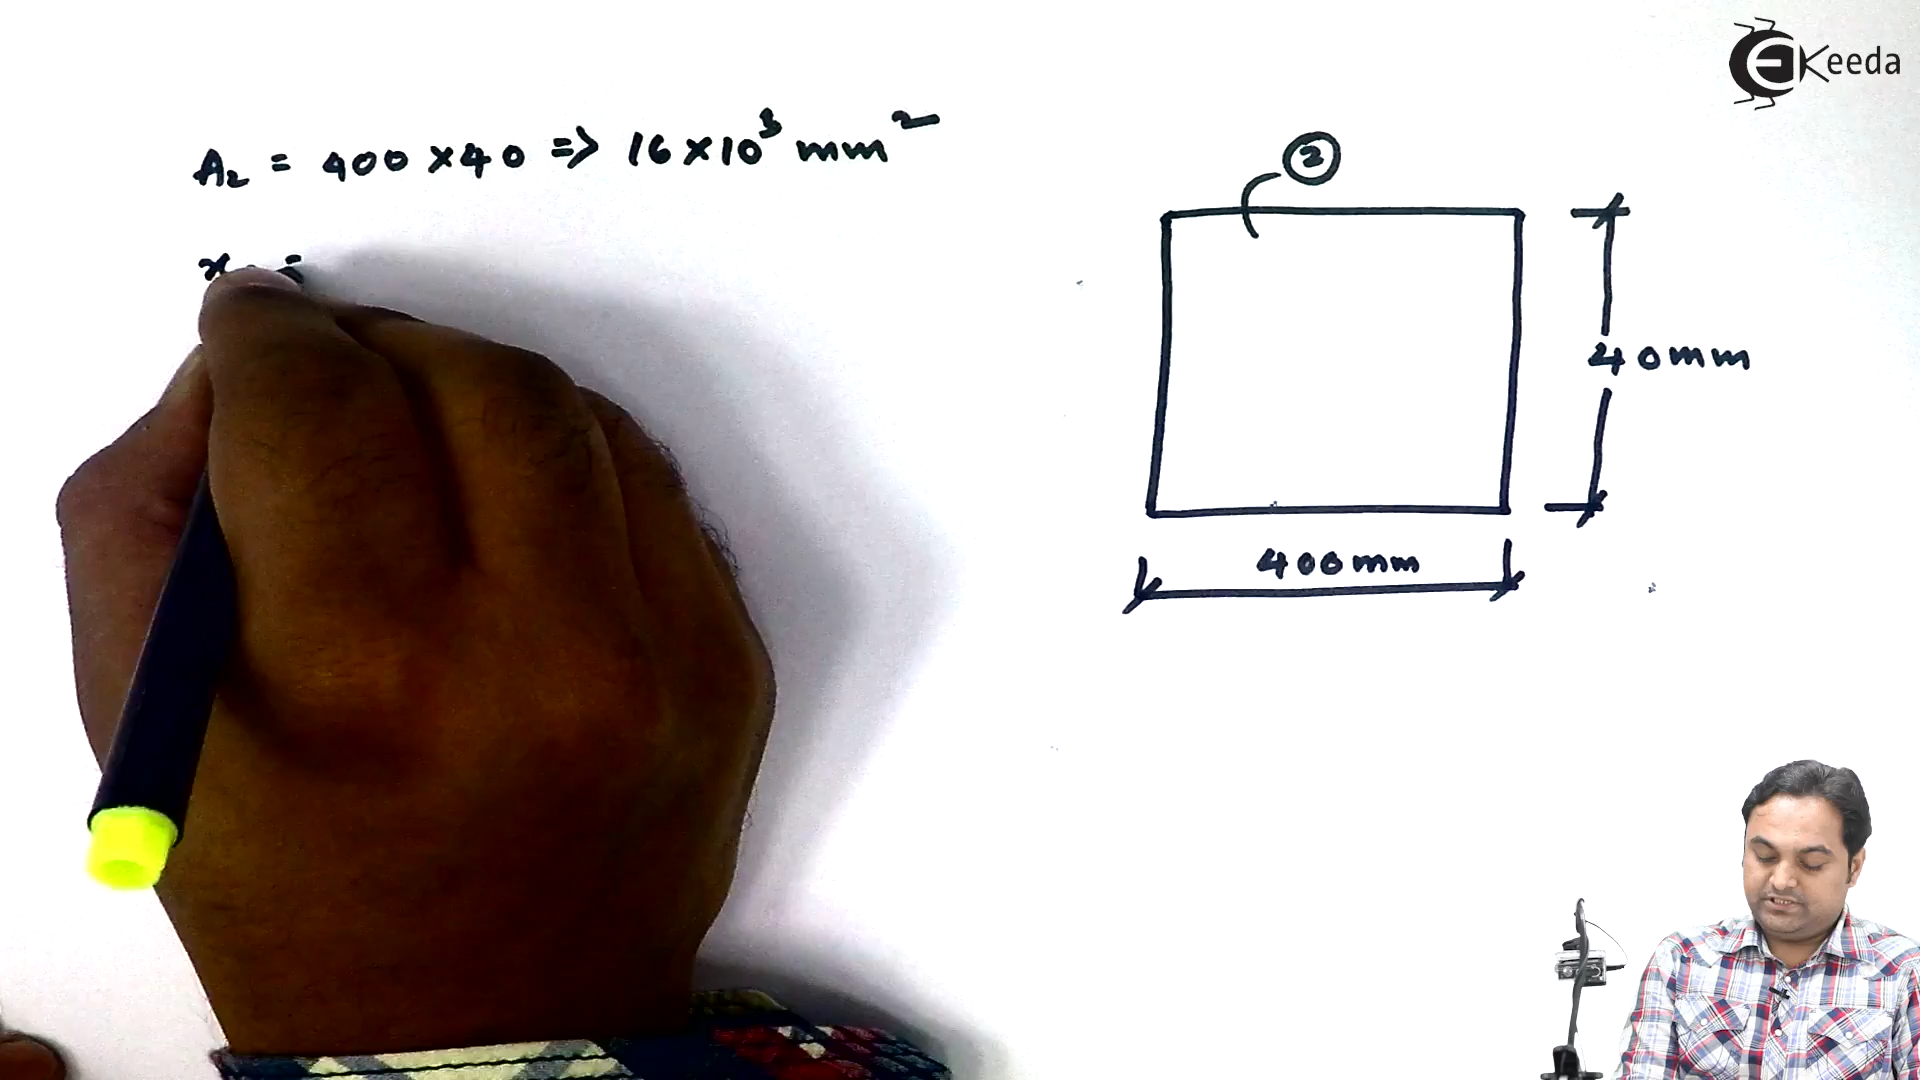 A₂ = 400 × 40 => 16 × 10³ mm²
x =
②
40mm
400mm
Keeda